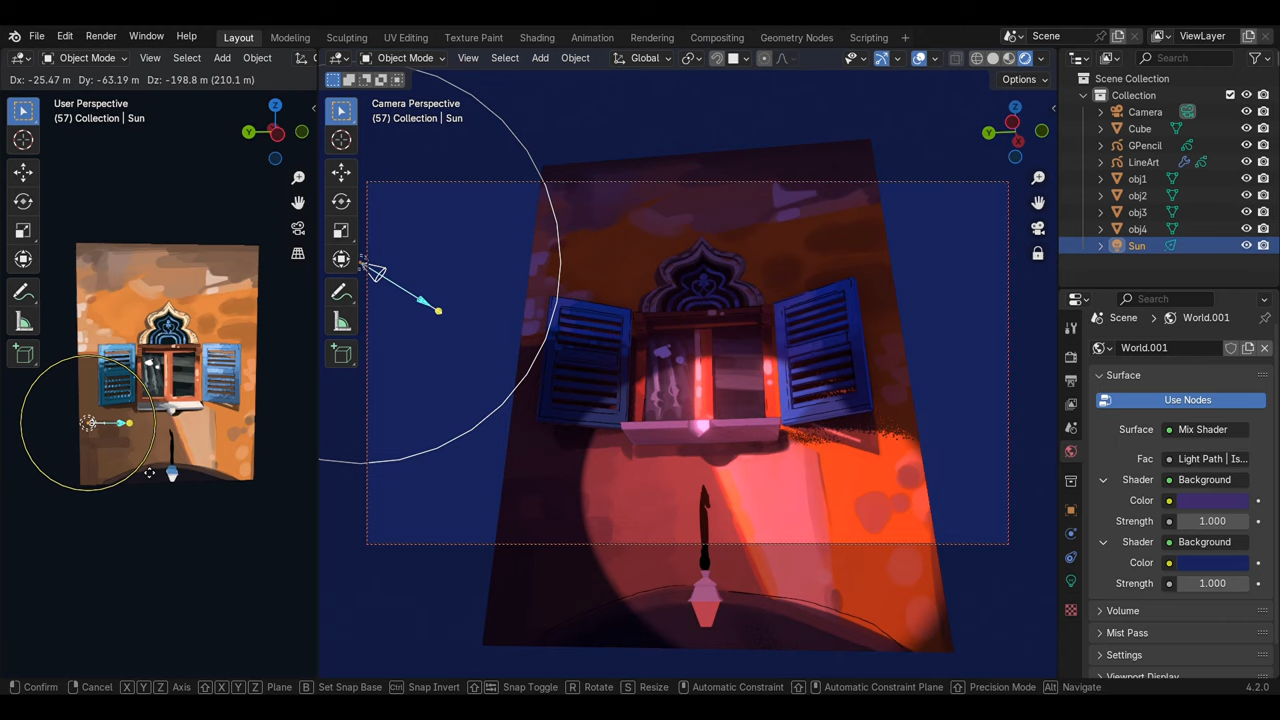 File Edit Render Window Help Layout Modeling Sculpting UV Editing Texture Paint Shading Animation Rendering Compositing Geometry Nodes Scripting + Scene ViewLayer
Object Mode View Select Add Object
Object Mode View Select Add Object Global
Search
Dx: -25.47 m Dy: -63.19 m Dz: -198.8 m (210.1 m)
Options
Scene Collection
Collection
Camera
Cube
GPencil
LineArt
obj1
obj2
obj3
obj4
Sun
User Perspective
(57) Collection | Sun
Z
Y
Camera Perspective
(57) Collection | Sun
Z
Y
X
Search
Scene World.001
World.001
Surface
Use Nodes
Surface Mix Shader
Fac Light Path | Is...
Shader Background
Color
Strength 1.000
Shader Background
Color
Strength 1.000
Volume
Mist Pass
Settings
Viewport Display
Confirm Cancel X Y Z Axis X Y Z Plane B Set Snap Base Ctrl Snap Invert Snap Toggle R Rotate S Resize Automatic Constraint Automatic Constraint Plane Precision Mode Alt Navigate 4.2.0